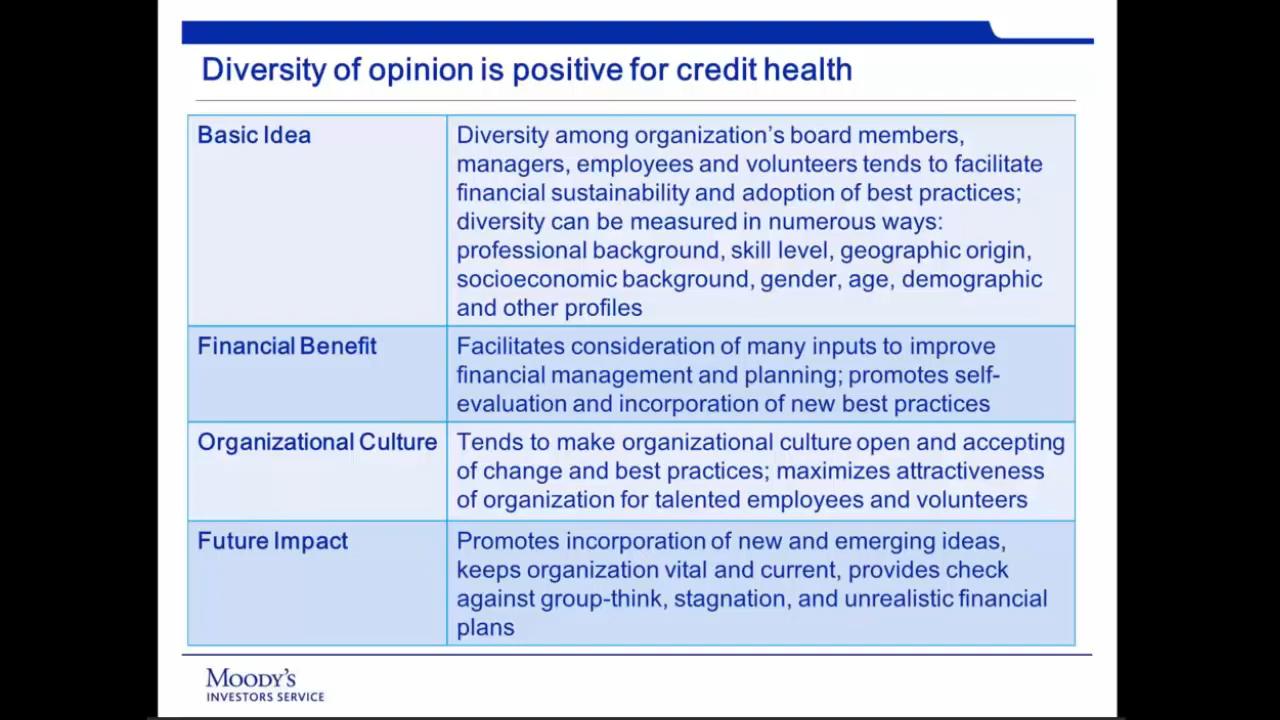 Diversity of opinion is positive for credit health
Basic Idea
Diversity among organization's board members,
managers, employees and volunteers tends to facilitate
financial sustainability and adoption of best practices;
diversity can be measured in numerous ways:
professional background, skill level, geographic origin,
socioeconomic background, gender, age, demographic
and other profiles
Financial Benefit
Facilitates consideration of many inputs to improve
financial management and planning; promotes self-
evaluation and incorporation of new best practices
Organizational Culture
Tends to make organizational culture open and accepting
of change and best practices; maximizes attractiveness
of organization for talented employees and volunteers
Future Impact
Promotes incorporation of new and emerging ideas,
keeps organization vital and current, provides check
against group-think, stagnation, and unrealistic financial
plans
MOODY'S
INVESTORS SERVICE